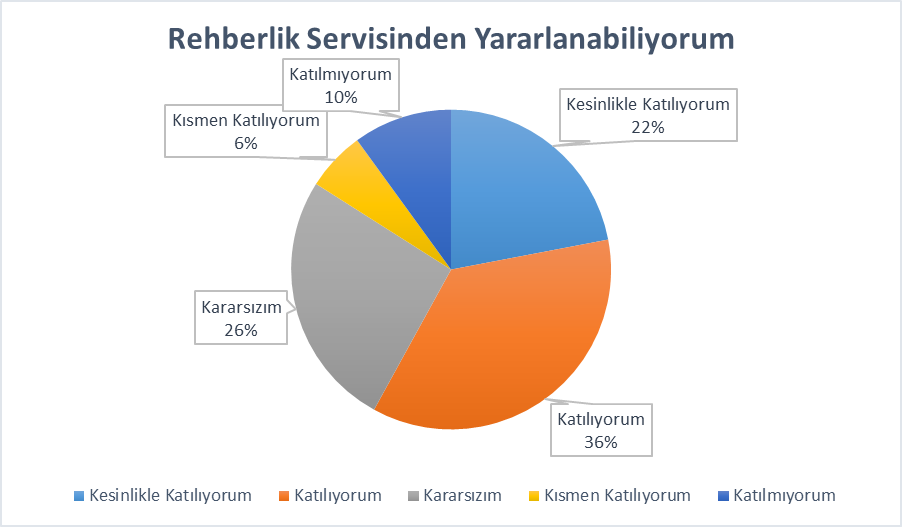 Rehberlik Servisinden Yararlanabiliyorum
Katılmıyorum
10%
Kesinlikle Katılıyorum
22%
Kısmen Katılıyorum
6%
Kararsızım
26%
Katılıyorum
36%
Kesinlikle Katılıyorum Katılıyorum Kararsızım Kısmen Katılıyorum Katılmıyorum